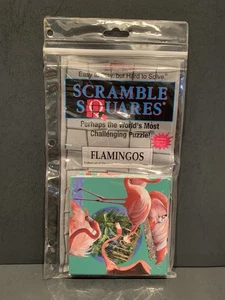 Easy to Play, but Hard to Solve.
SCRAMBLE
SQUARES®
Perhaps the World's Most
Challenging Puzzle!
FLAMINGOS